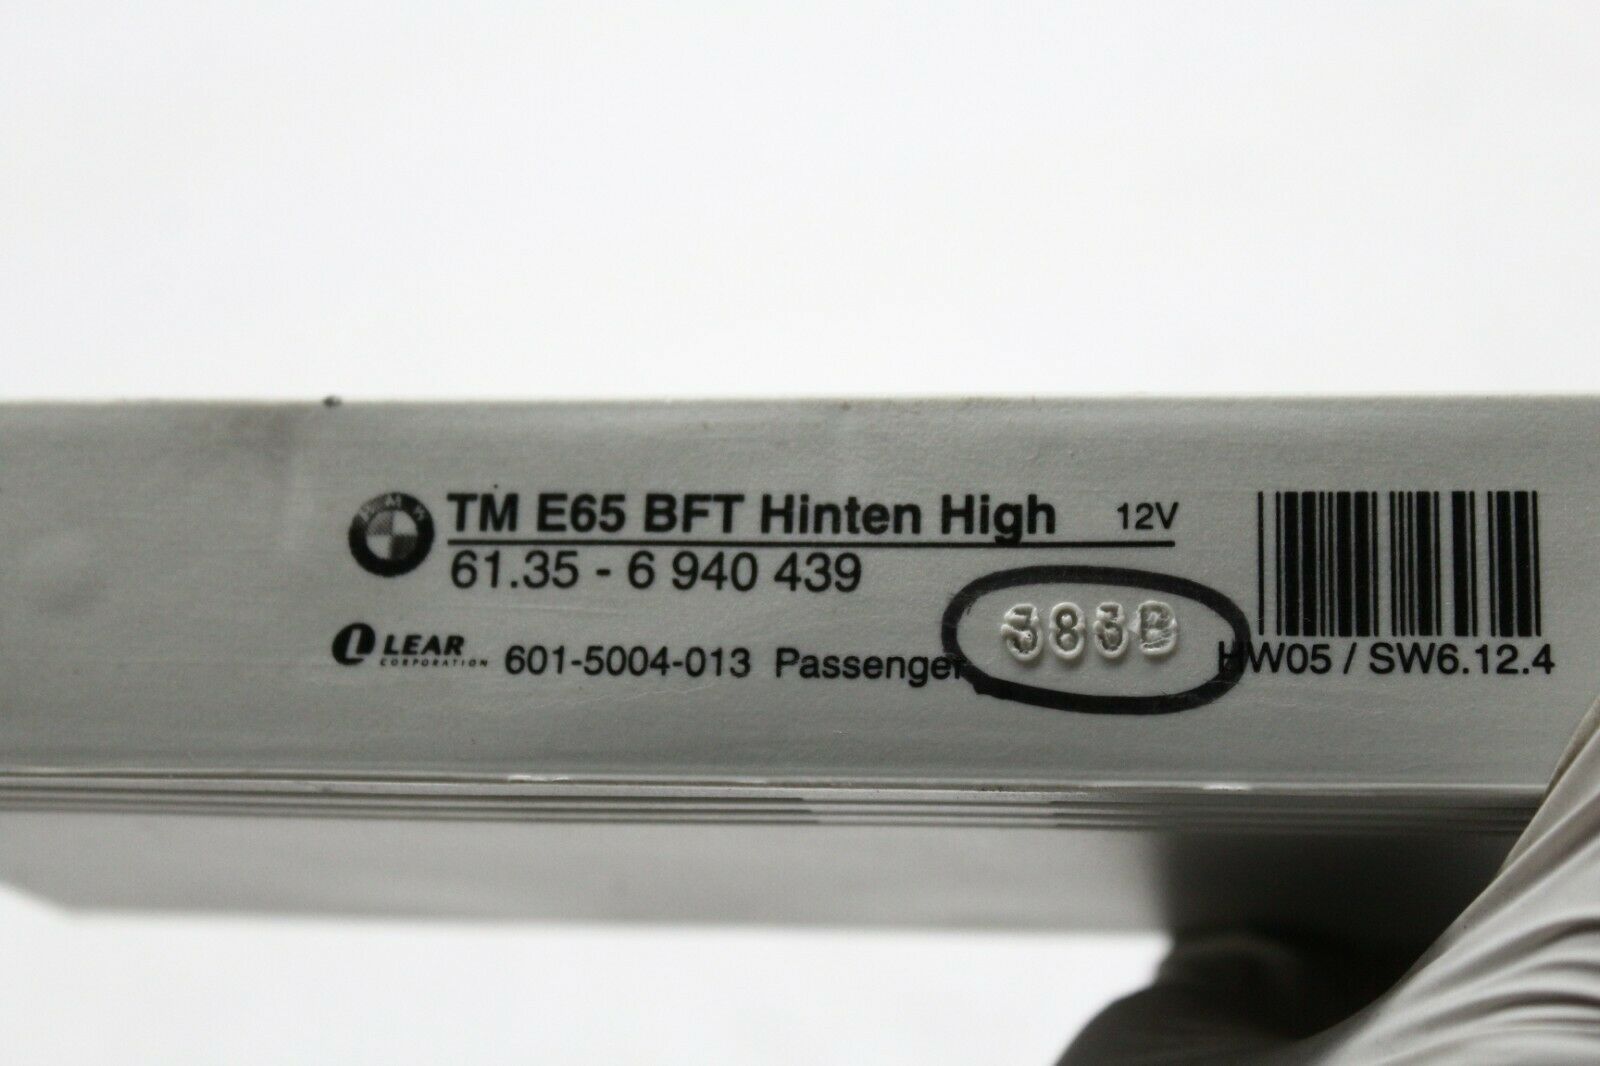 TM E65 BFT Hinten High 12V
61.35 - 6 940 439
LEAR CORPORATION 601-5004-013 Passenger
HW05 / SW6.12.4